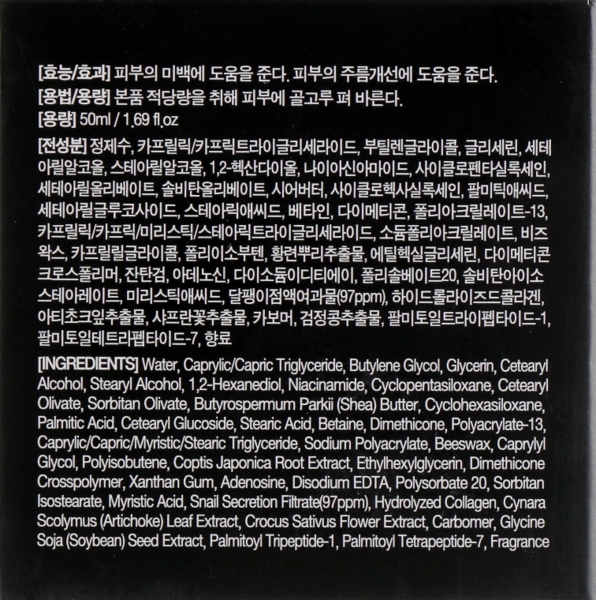 [효능/효과] 피부의 미백에 도움을 준다. 피부의 주름개선에 도움을 준다.
[용법/용량] 본품 적당량을 취해 피부에 골고루 펴 바른다.
[용량] 50ml / 1.69 fl.oz
[전성분] 정제수, 카프릴릭/카프릭트라이글리세라이드, 부틸렌글라이콜, 글리세린, 세테
아릴알코올, 스테아릴알코올, 1,2-헥산다이올, 나이아신아마이드, 사이클로펜타실록세인,
세테아릴올리베이트, 솔비탄올리베이트, 시어버터, 사이클로헥사실록세인, 팔미틱애씨드,
세테아릴글루코사이드, 스테아릭애씨드, 베타인, 다이메티콘, 폴리아크릴레이트-13,
카프릴릭/카프릭/미리스틱/스테아릭트라이글리세라이드, 소듐폴리아크릴레이트, 비즈
왁스, 카프릴릴글라이콜, 폴리이소부텐, 황련뿌리추출물, 에틸헥실글리세린, 다이메티콘
크로스폴리머, 잔탄검, 아데노신, 다이소듐이디티에이, 폴리솔베이트20, 솔비탄아이소
스테아레이트, 미리스틱애씨드, 달팽이점액여과물(97ppm), 하이드롤라이즈드콜라겐,
아티초크잎추출물, 샤프란꽃추출물, 카보머, 검정콩추출물, 팔미토일트라이펩타이드-1,
팔미토일테트라펩타이드-7, 향료
[INGREDIENTS] Water, Caprylic/Capric Triglyceride, Butylene Glycol, Glycerin, Cetearyl
Alcohol, Stearyl Alcohol, 1,2-Hexanediol, Niacinamide, Cyclopentasiloxane, Cetearyl
Olivate, Sorbitan Olivate, Butyrospermum Parkii (Shea) Butter, Cyclohexasiloxane,
Palmitic Acid, Cetearyl Glucoside, Stearic Acid, Betaine, Dimethicone, Polyacrylate-13,
Caprylic/Capric/Myristic/Stearic Triglyceride, Sodium Polyacrylate, Beeswax, Caprylyl
Glycol, Polyisobutene, Coptis Japonica Root Extract, Ethylhexylglycerin, Dimethicone
Crosspolymer, Xanthan Gum, Adenosine, Disodium EDTA, Polysorbate 20, Sorbitan
Isostearate, Myristic Acid, Snail Secretion Filtrate(97ppm), Hydrolyzed Collagen, Cynara
Scolymus (Artichoke) Leaf Extract, Crocus Sativus Flower Extract, Carbomer, Glycine
Soja (Soybean) Seed Extract, Palmitoyl Tripeptide-1, Palmitoyl Tetrapeptide-7, Fragrance